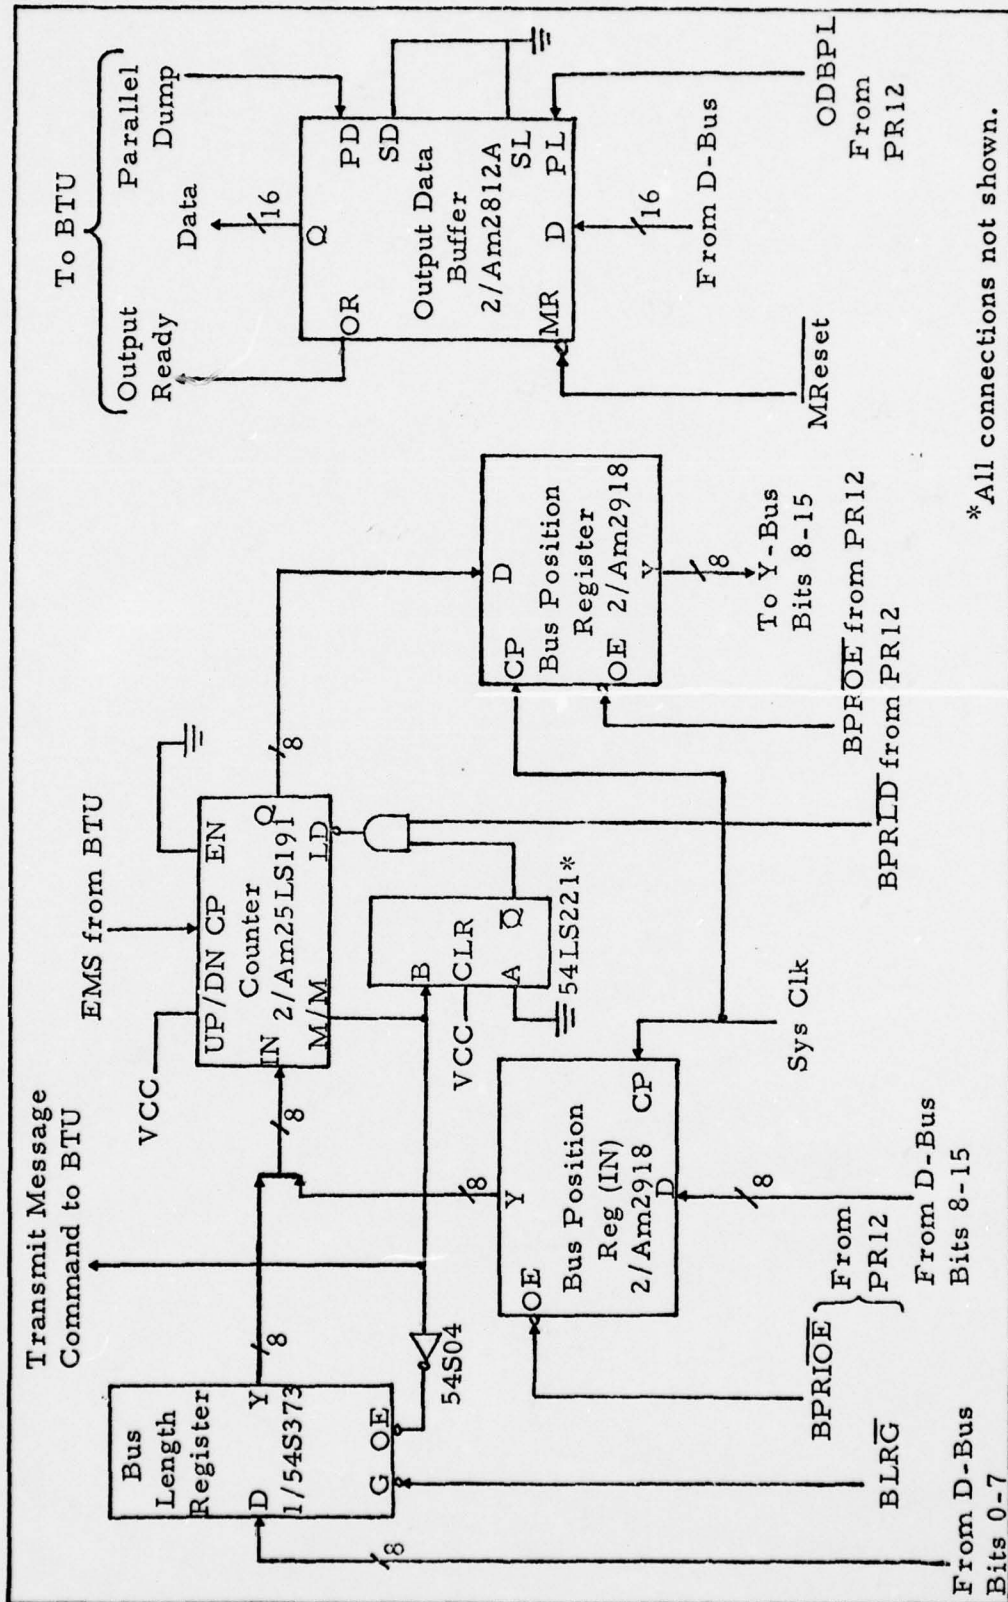 To BTU
Output
Ready
Data
Parallel
Dump
OR
Q
PD
SD
Output Data
Buffer
2/Am2812A
SL
MR
D
PL
16
16
From D-Bus
MReset
ODBPL
From
PR12
Transmit Message
Command to BTU
VCC
EMS from BTU
UP/DN CP EN
Counter
IN 2/Am25LS191
Q
M/M
LD
8
8
Bus
Length
Register
Y
D
1/54S373
G
OE
8
8
54S04
B
VCC
CLR
A
Q
54LS221*
OE
Y
Bus Position
Reg (IN)
2/Am2918
D
CP
8
8
CP
D
Bus Position
Register
OE 2/Am2918
Y
8
To Y-Bus
Bits 8-15
BPROE from PR12
BPRLD from PR12
Sys Clk
BPRIOE
BLRG
From
PR12
From D-Bus
Bits 8-15
From D-Bus
Bits 0-7
*All connections not shown.